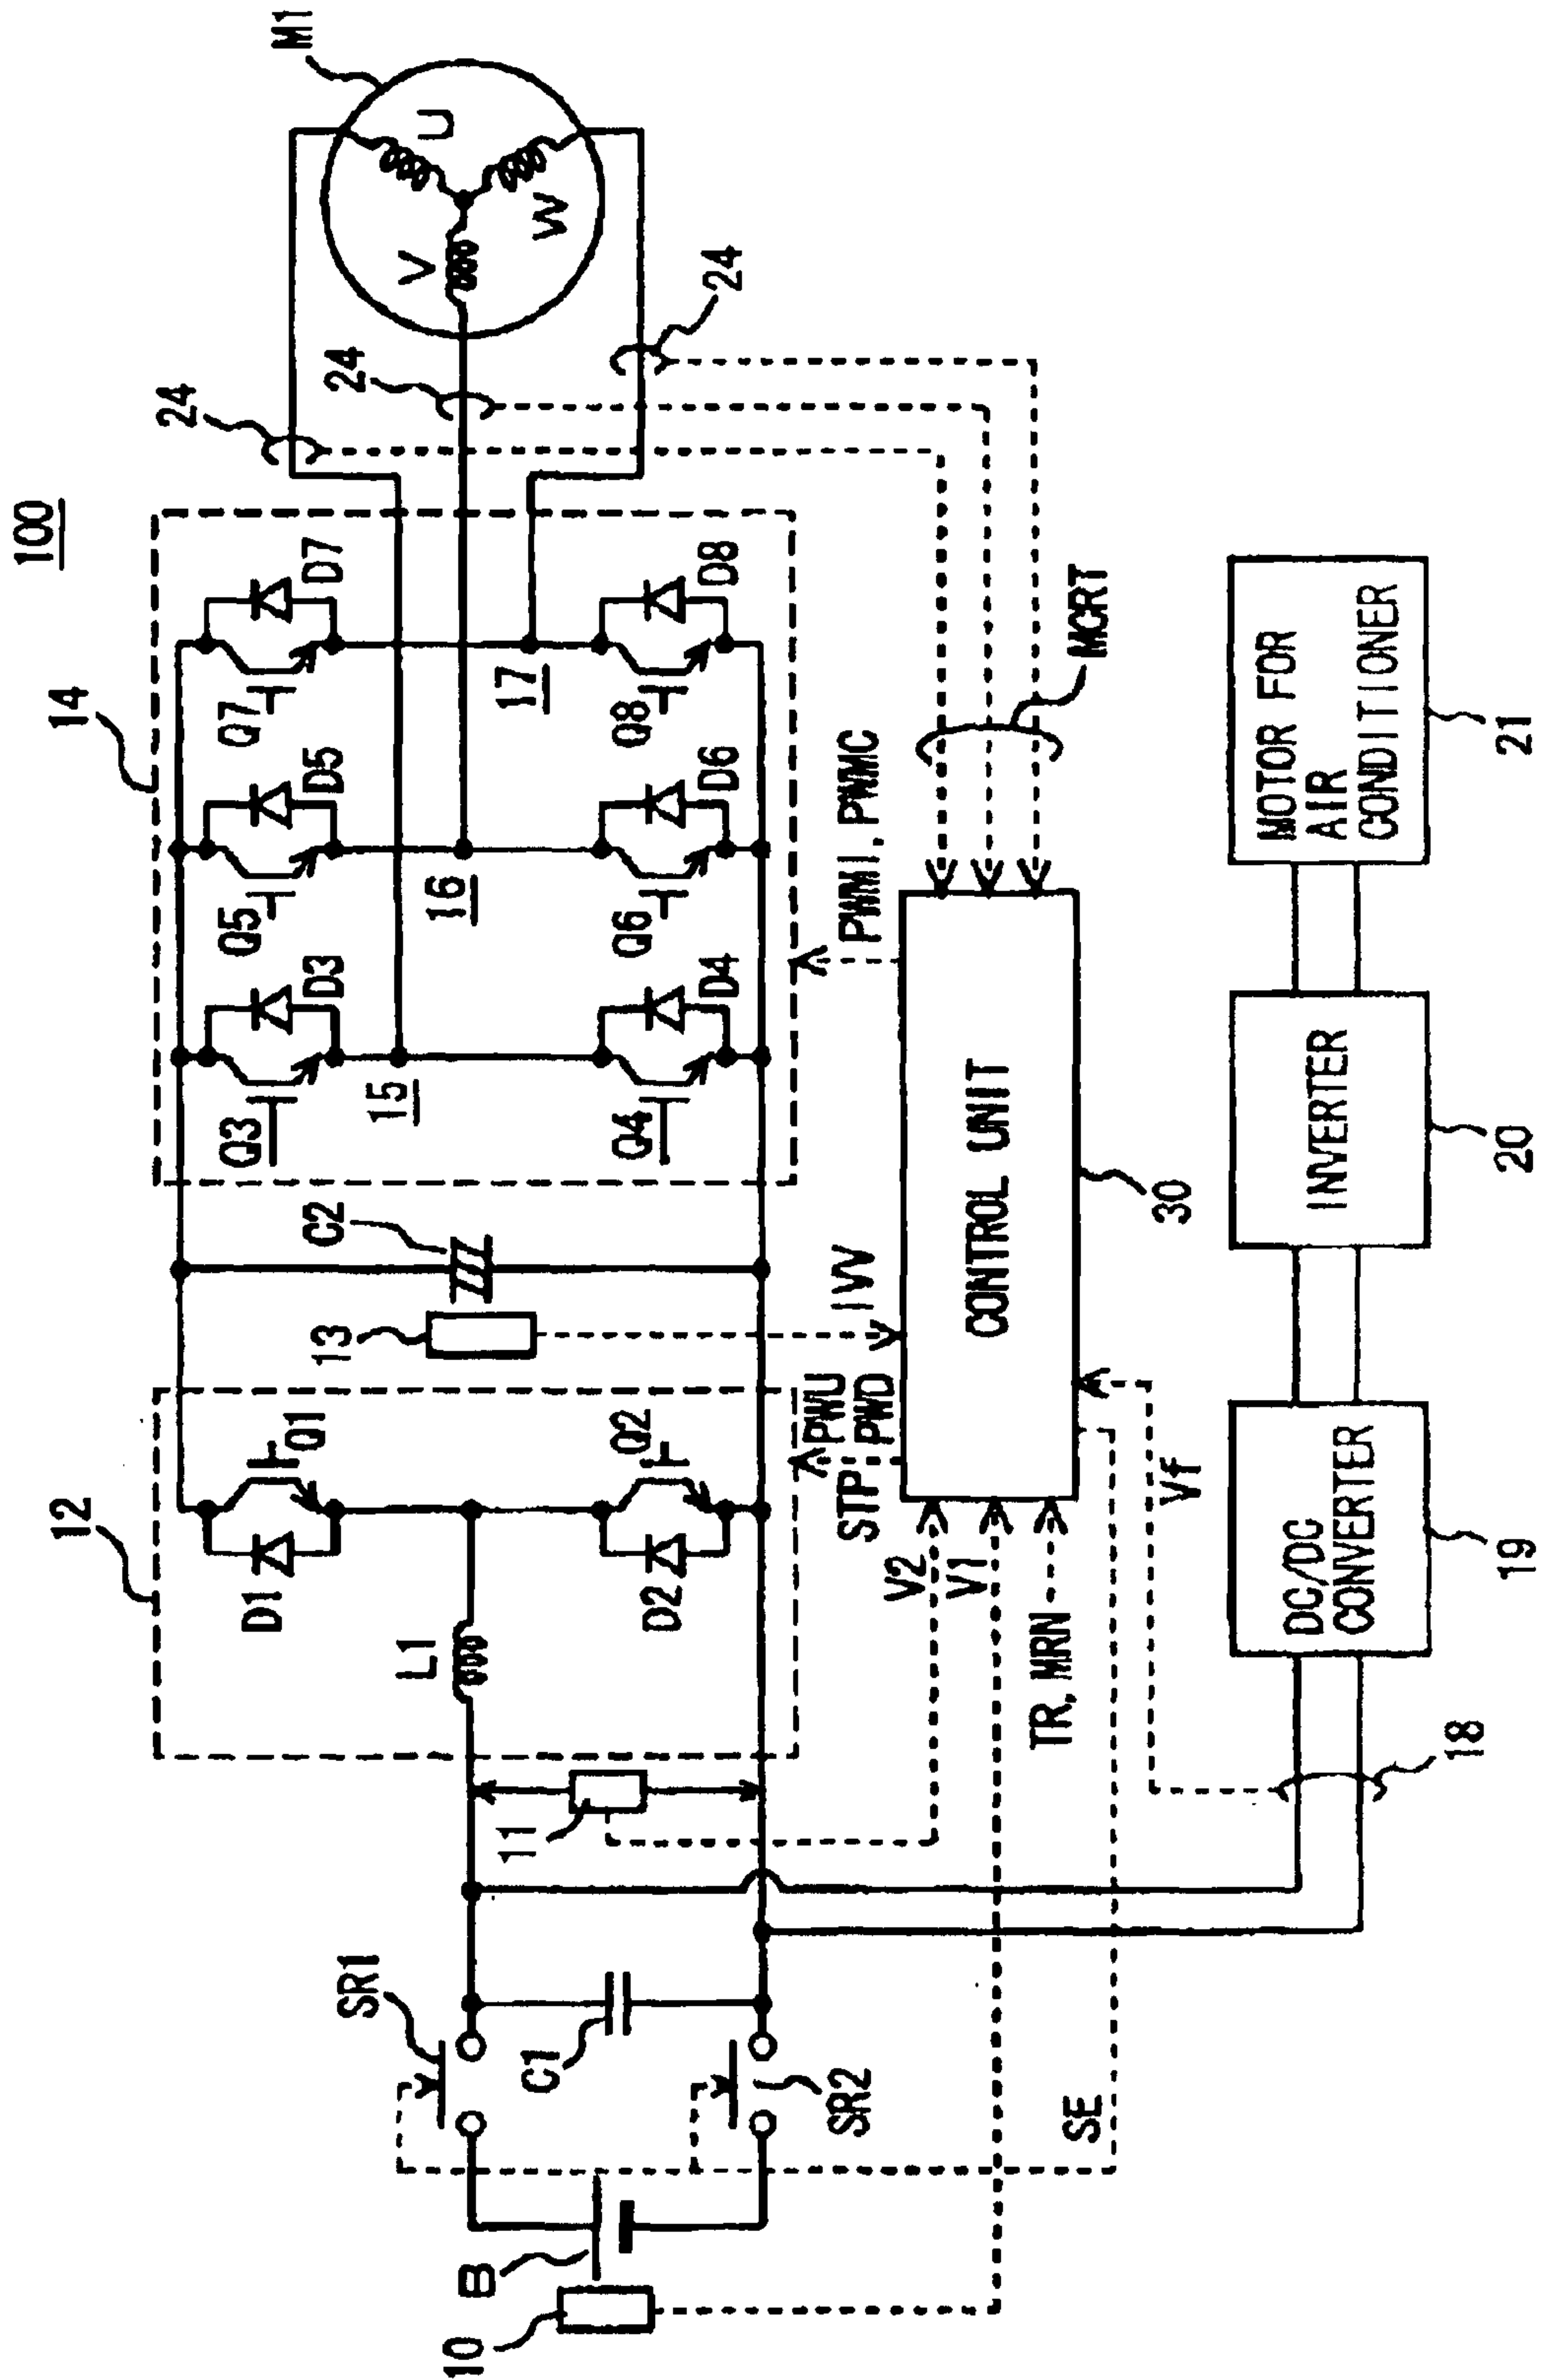 100
12
14
13
C2
M1
24
24
24
D1
Q1
Q3
D3
Q5
D5
Q7
D7
U
V
W
SR1
L1
15
16
17
11
C1
D2
Q2
Q4
D4
Q6
D6
Q8
D8
B
10
SR2
STP
PWU
PWD
IVV
PWMI, PWMC
V2
V1
MCRT
TR, MRN
CONTROL UNIT
30
SE
Vf
18
DC/DC
CONVERTER
19
INVERTER
20
MOTOR FOR
AIR
CONDITIONER
21